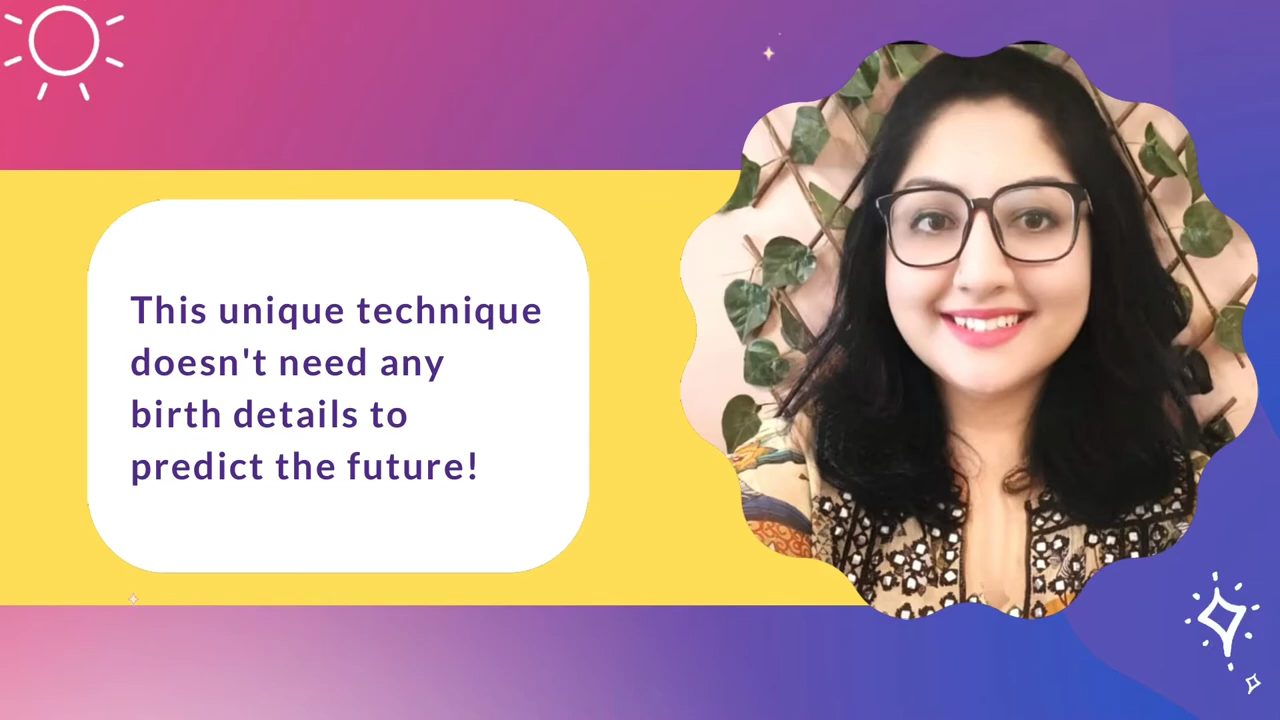 This unique technique
doesn't need any
birth details to
predict the future!